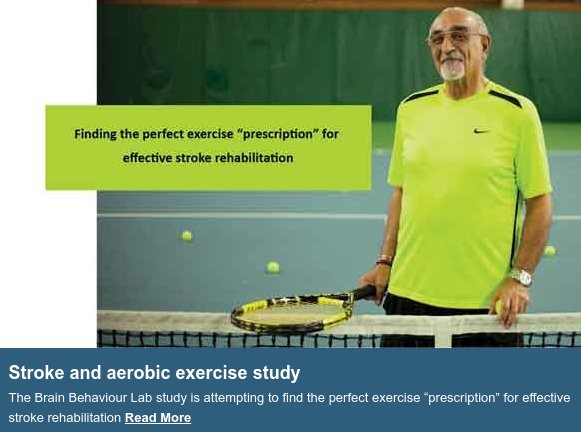 Finding the perfect exercise “prescription” for
effective stroke rehabilitation
Stroke and aerobic exercise study
The Brain Behaviour Lab study is attempting to find the perfect exercise “prescription” for effective
stroke rehabilitation Read More